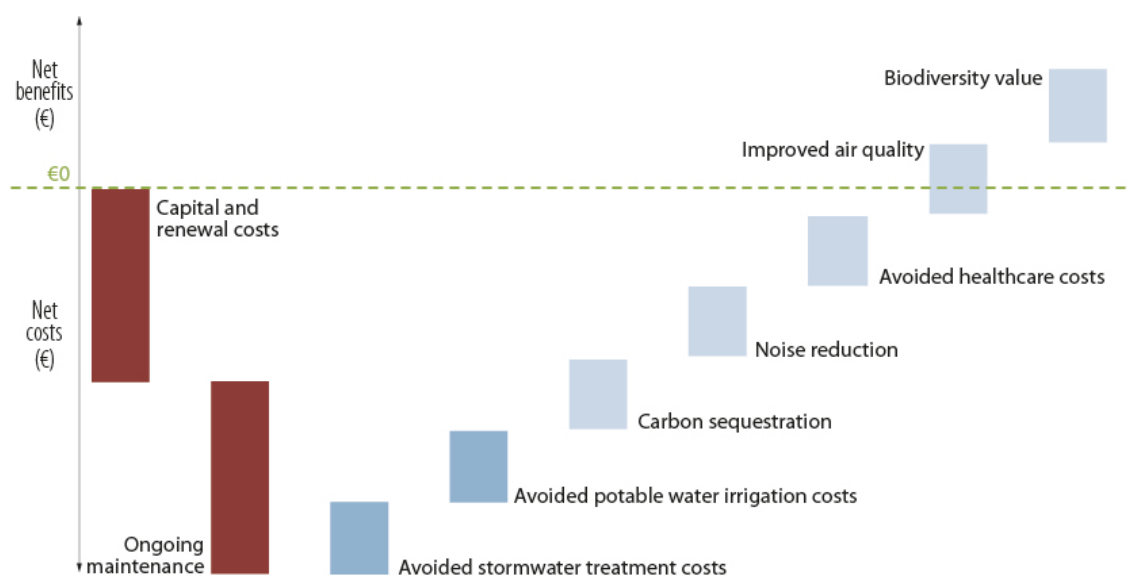 Net
benefits
(€)
€0
Net
costs
(€)
Capital and
renewal costs
Ongoing
maintenance
Avoided stormwater treatment costs
Avoided potable water irrigation costs
Carbon sequestration
Noise reduction
Avoided healthcare costs
Improved air quality
Biodiversity value